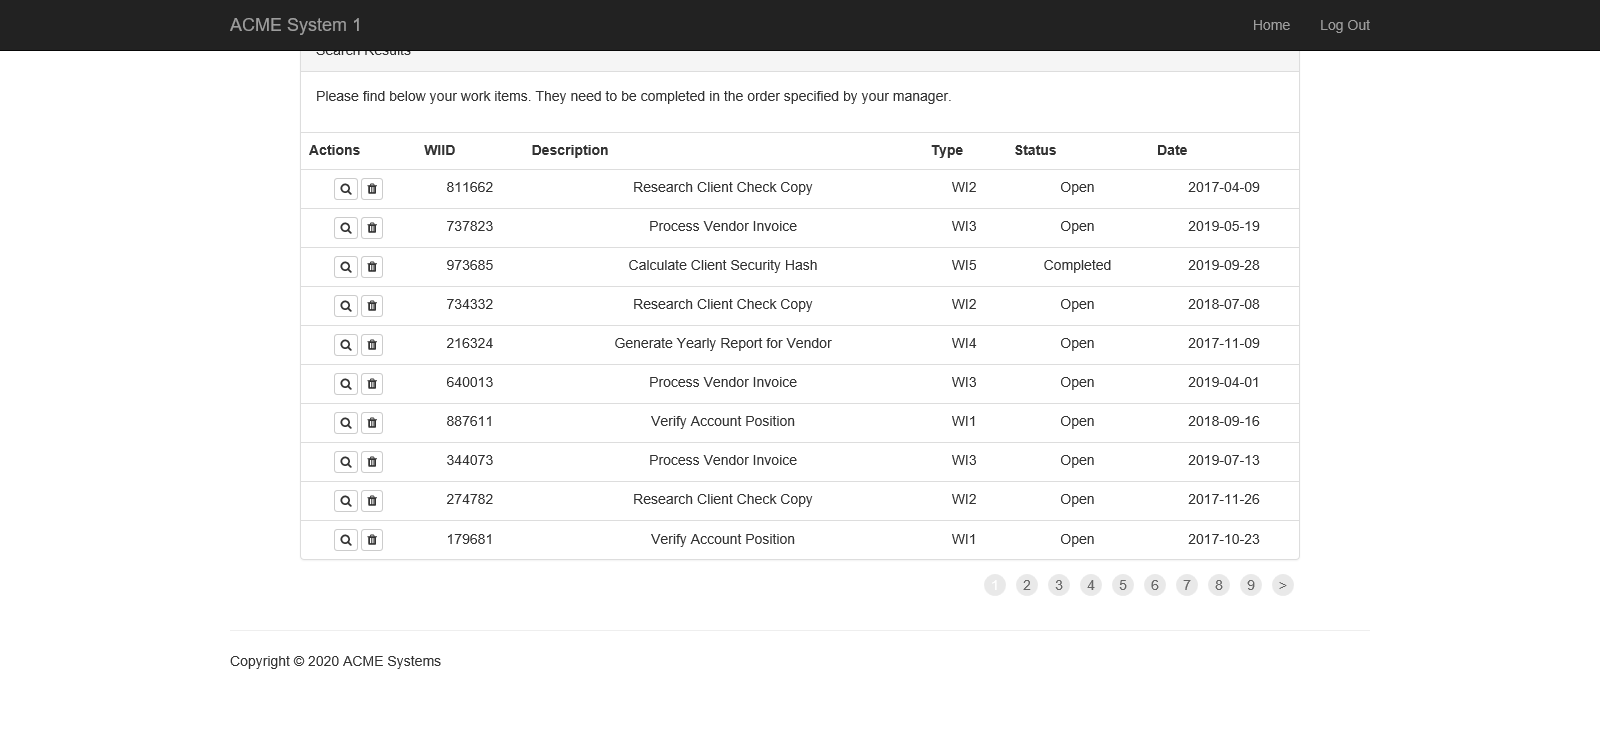 ACME System 1 Home Log Out
Search Results
Please find below your work items. They need to be completed in the order specified by your manager.
Actions WIID Description Type Status Date
811662 Research Client Check Copy WI2 Open 2017-04-09
737823 Process Vendor Invoice WI3 Open 2019-05-19
973685 Calculate Client Security Hash WI5 Completed 2019-09-28
734332 Research Client Check Copy WI2 Open 2018-07-08
216324 Generate Yearly Report for Vendor WI4 Open 2017-11-09
640013 Process Vendor Invoice WI3 Open 2019-04-01
887611 Verify Account Position WI1 Open 2018-09-16
344073 Process Vendor Invoice WI3 Open 2019-07-13
274782 Research Client Check Copy WI2 Open 2017-11-26
179681 Verify Account Position WI1 Open 2017-10-23
1 2 3 4 5 6 7 8 9 >
Copyright © 2020 ACME Systems